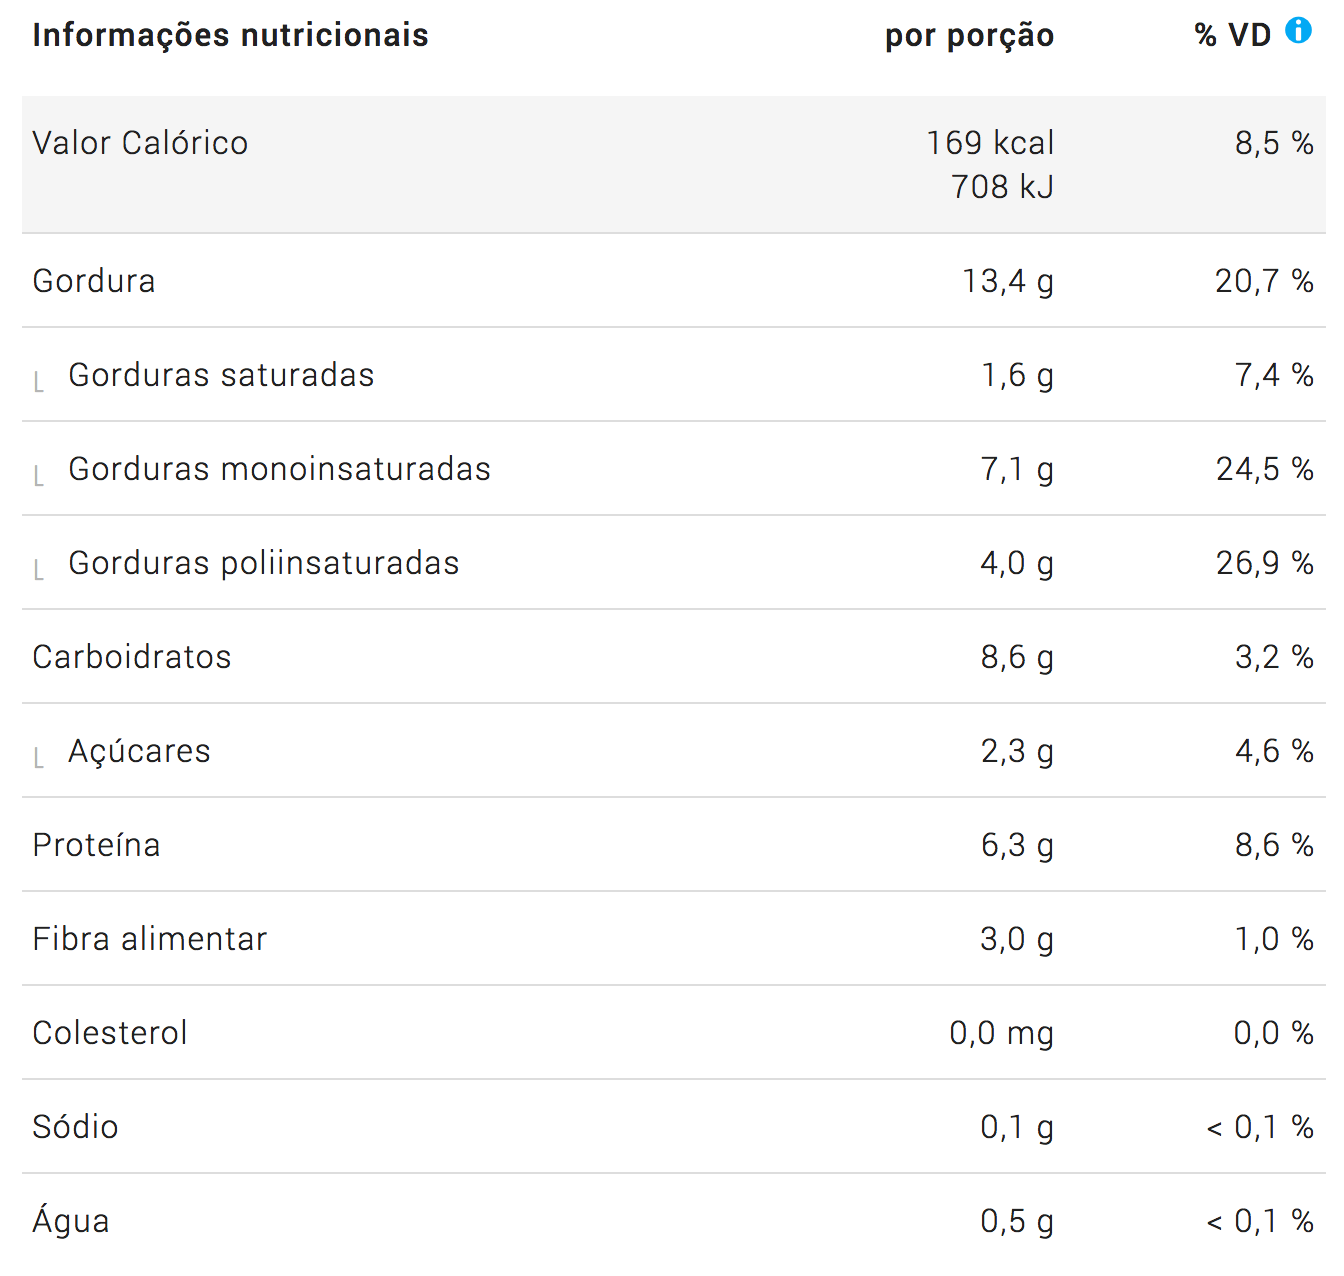 Informações nutricionais por porção % VD
Valor Calórico 169 kcal 8,5 %
708 kJ
Gordura 13,4 g 20,7 %
Gorduras saturadas 1,6 g 7,4 %
Gorduras monoinsaturadas 7,1 g 24,5 %
Gorduras poliinsaturadas 4,0 g 26,9 %
Carboidratos 8,6 g 3,2 %
Açúcares 2,3 g 4,6 %
Proteína 6,3 g 8,6 %
Fibra alimentar 3,0 g 1,0 %
Colesterol 0,0 mg 0,0 %
Sódio 0,1 g < 0,1 %
Água 0,5 g < 0,1 %